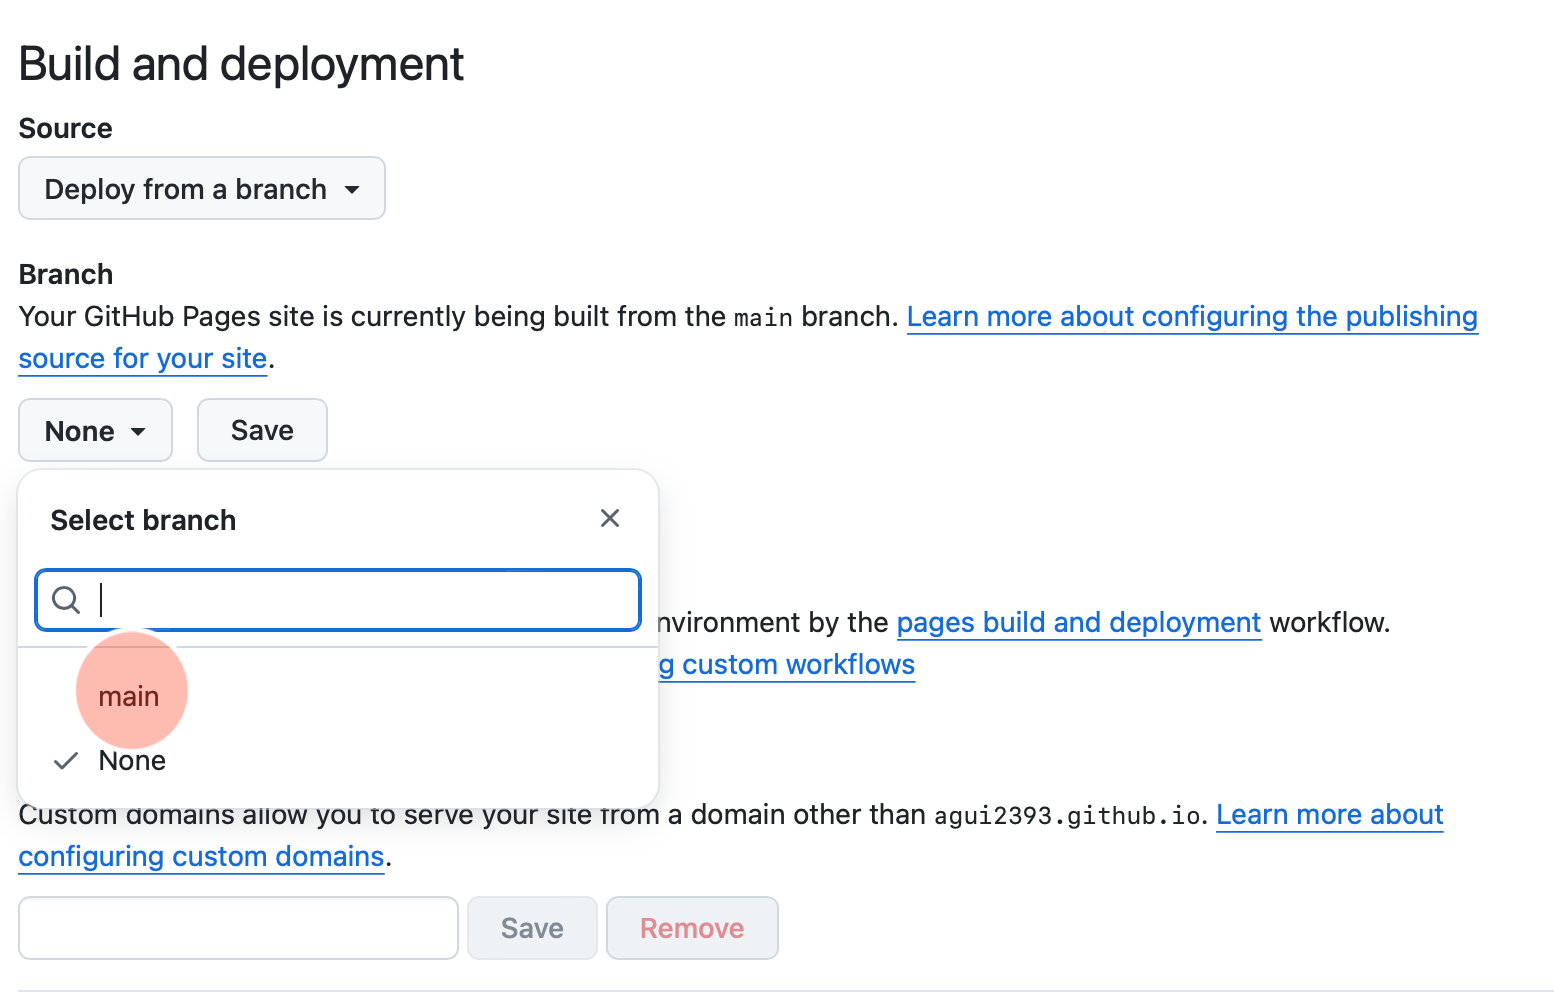 Build and deployment
Source
Deploy from a branch
Branch
Your GitHub Pages site is currently being built from the main branch. Learn more about configuring the publishing
source for your site.
None Save
Select branch
environment by the pages build and deployment workflow.
custom workflows
main
None
Custom domains allow you to serve your site from a domain other than agui2393.github.io. Learn more about
configuring custom domains.
Save Remove